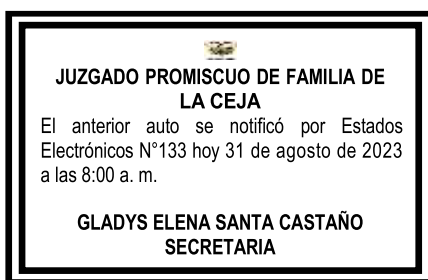 JUZGADO PROMISCUO DE FAMILIA DE
LA CEJA
El anterior auto se notificó por Estados
Electrónicos N°133 hoy 31 de agosto de 2023
a las 8:00 a. m.
GLADYS ELENA SANTA CASTAÑO
SECRETARIA